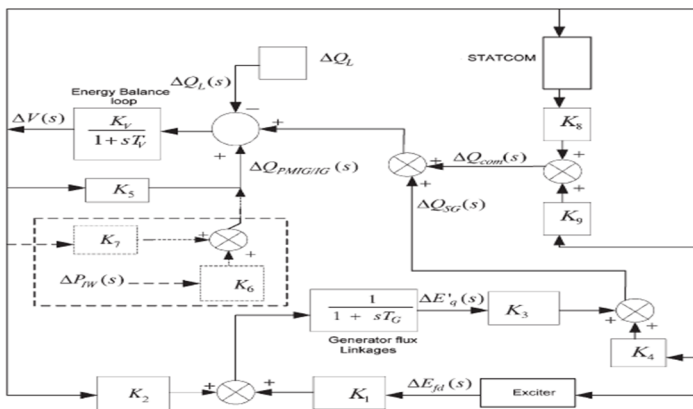 ΔQ_L
STATCOM
Energy Balance
loop
ΔQ_L(s)
−
ΔV(s)
K_V
1+sT_V
+
+
K_8
ΔQ_com(s)
+
+
+
+
ΔQ_PMIG/IG(s)
K_5
ΔQ_SG(s)
K_9
K_7
+
+
ΔP_IW(s)
K_6
1
1 + sT_G
ΔE'_q(s)
K_3
+
+
Generator flux
Linkages
K_4
K_2
+
+
K_1
ΔE_fd(s)
Exciter